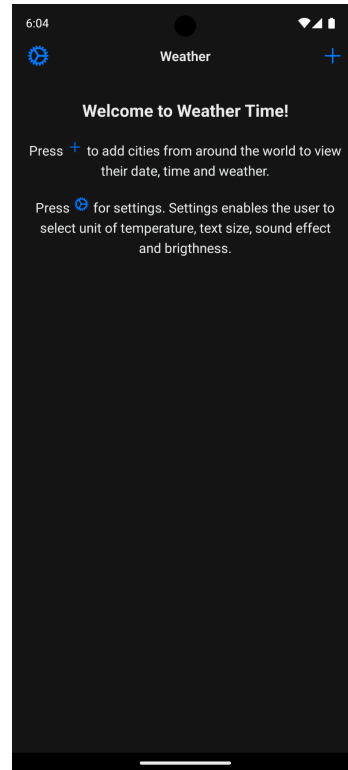 6:04
Weather
Welcome to Weather Time!
Press + to add cities from around the world to view
their date, time and weather.
Press for settings. Settings enables the user to
select unit of temperature, text size, sound effect
and brigthness.